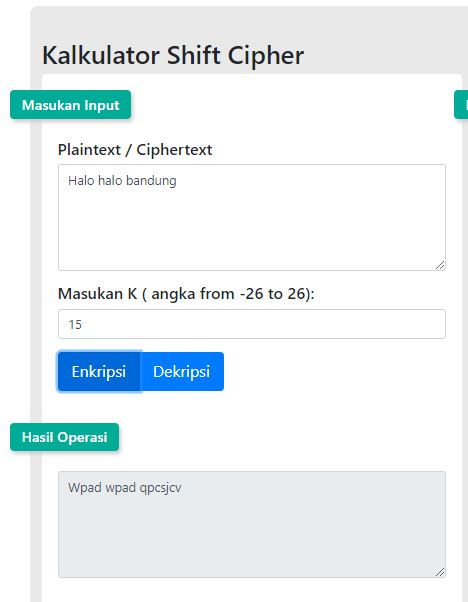 Kalkulator Shift Cipher
Masukan Input
Plaintext / Ciphertext
Halo halo bandung
Masukan K ( angka from -26 to 26):
15
Enkripsi Dekripsi
Hasil Operasi
Wpad wpad qpcsjcv